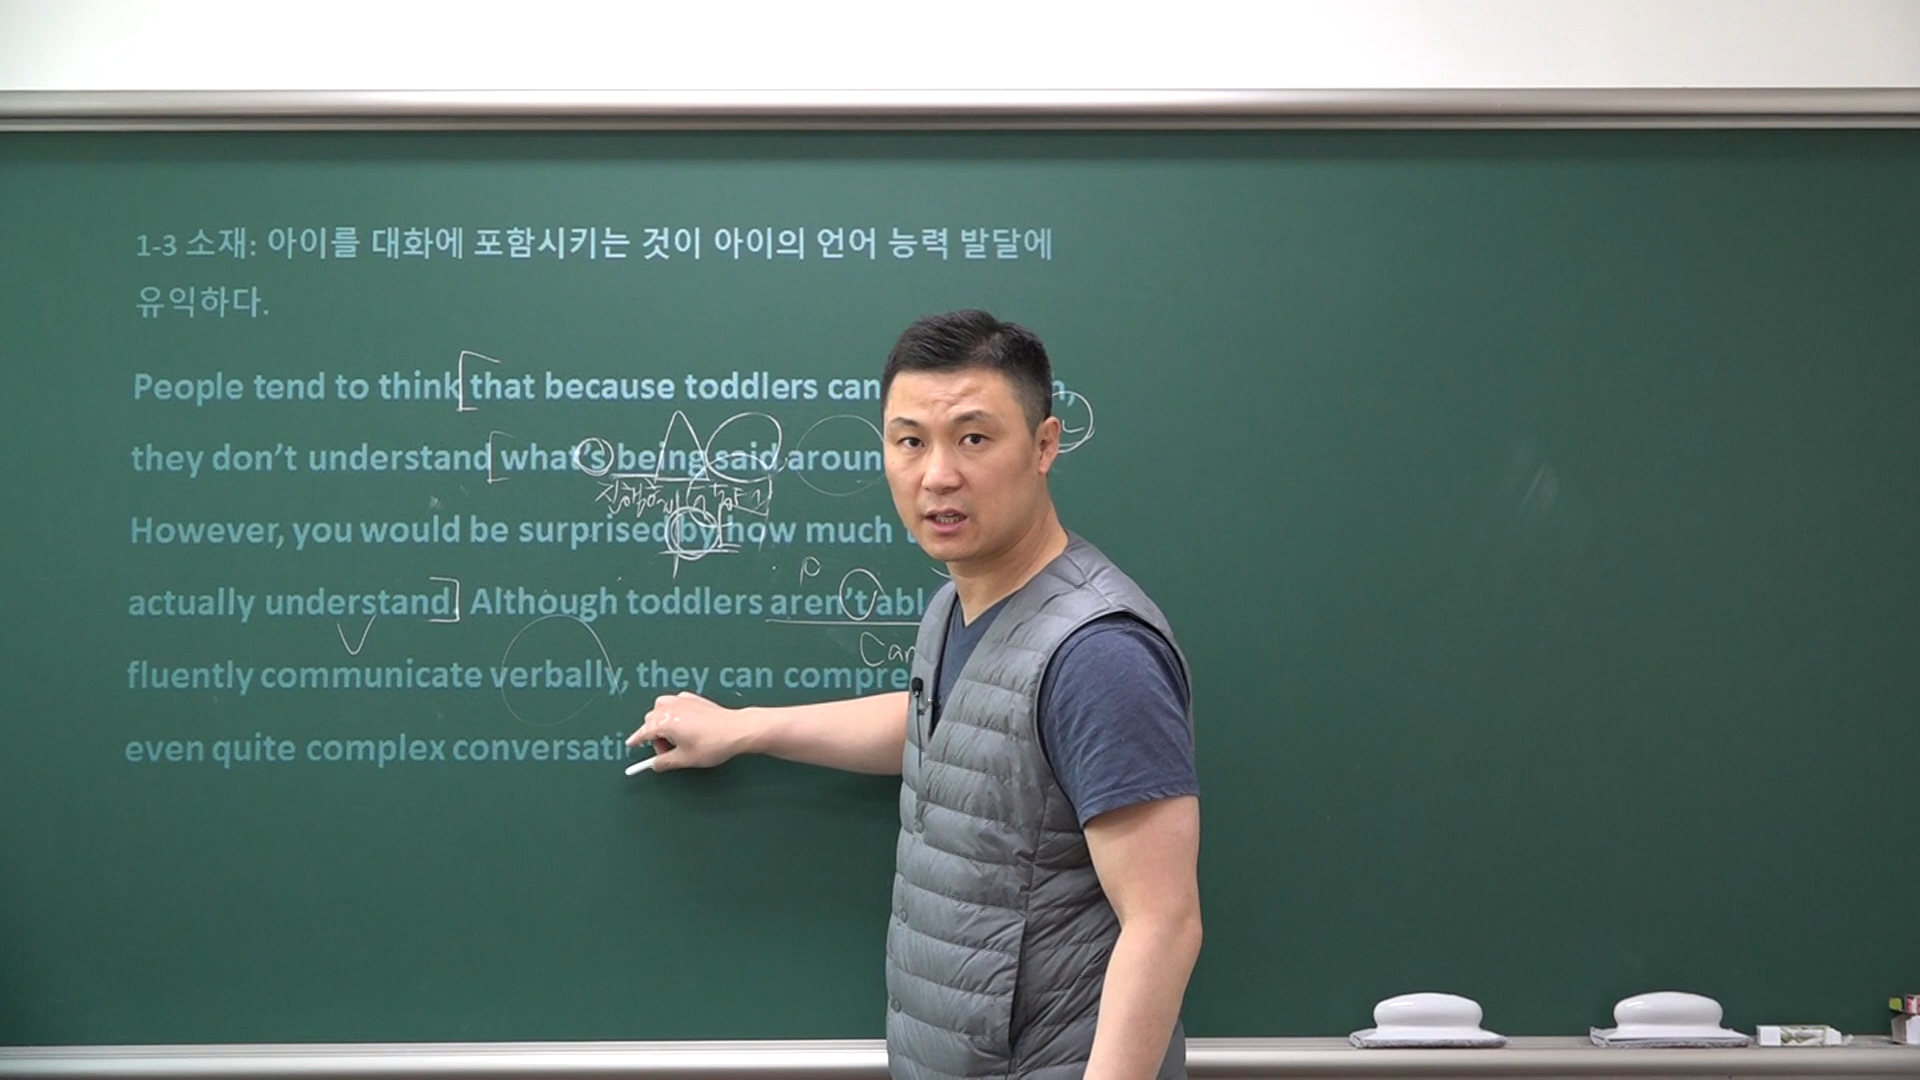 1-3 소재: 아이를 대화에 포함시키는 것이 아이의 언어 능력 발달에
유익하다.
People tend to think that because toddlers can
they don't understand what's being said aroun
However, you would be surprised by how much
actually understand. Although toddlers aren't abl
can
fluently communicate verbally, they can compre
even quite complex conversati